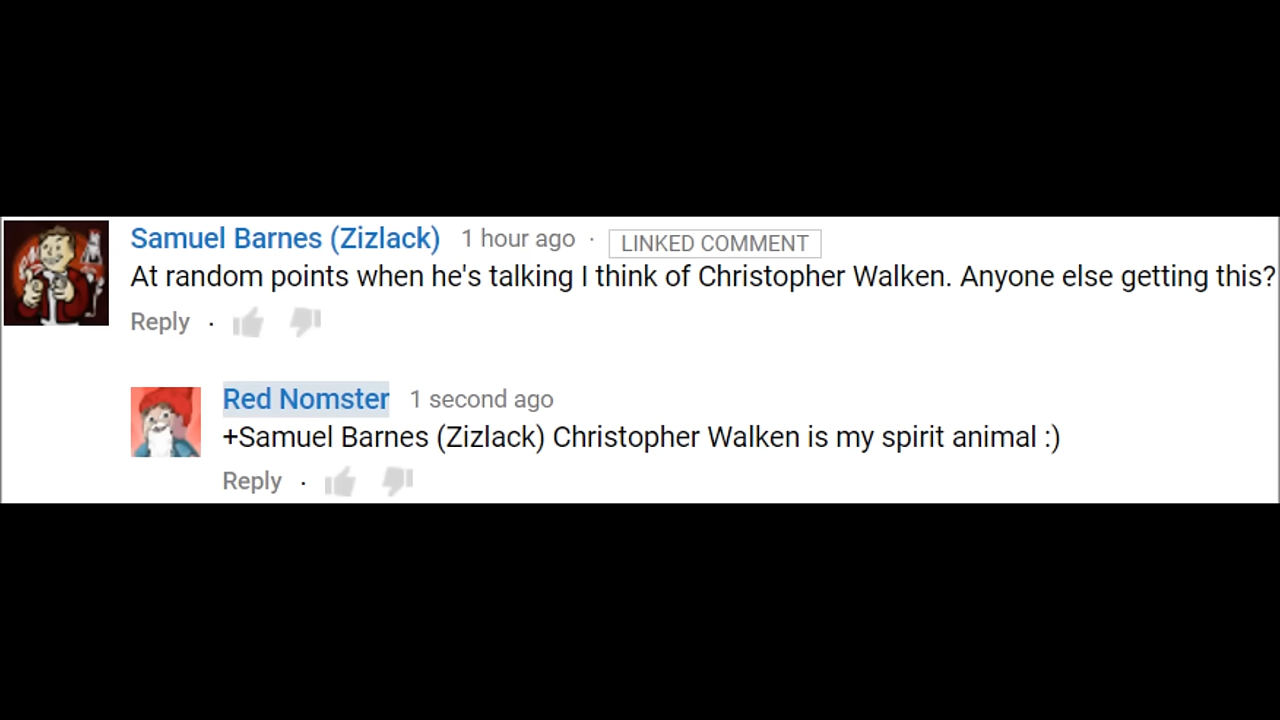 Samuel Barnes (Zizlack) 1 hour ago · LINKED COMMENT
At random points when he's talking I think of Christopher Walken. Anyone else getting this?
Reply ·
Red Nomster 1 second ago
+Samuel Barnes (Zizlack) Christopher Walken is my spirit animal :)
Reply ·